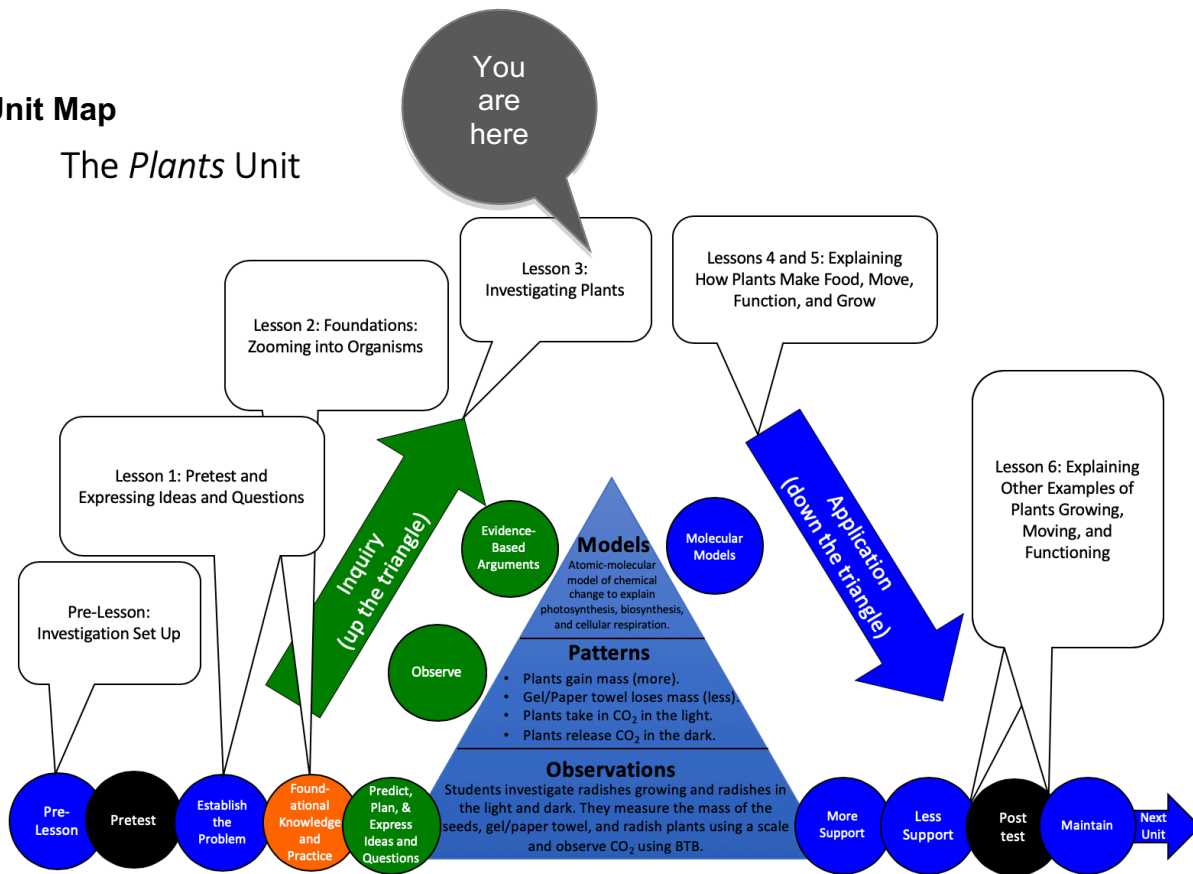 You
are
here
Unit Map
The Plants Unit
Lesson 3:
Investigating Plants
Lessons 4 and 5: Explaining
How Plants Make Food, Move,
Function, and Grow
Lesson 2: Foundations:
Zooming into Organisms
Lesson 1: Pretest and
Expressing Ideas and Questions
Lesson 6: Explaining
Other Examples of
Plants Growing,
Moving, and
Functioning
Pre-Lesson:
Investigation Set Up
Inquiry
(up the triangle)
Application
(down the triangle)
Evidence-
Based
Arguments
Observe
Molecular
Models
Models
Atomic-molecular
model of chemical
change to explain
photosynthesis, biosynthesis,
and cellular respiration.
Patterns
• Plants gain mass (more).
• Gel/Paper towel loses mass (less).
• Plants take in CO₂ in the light.
• Plants release CO₂ in the dark.
Observations
Students investigate radishes growing and radishes in
the light and dark. They measure the mass of the
seeds, gel/paper towel, and radish plants using a scale
and observe CO₂ using BTB.
Pre-
Lesson
Pretest
Establish
the
Problem
Found-
ational
Knowledge
and
Practice
Predict,
Plan, &
Express
Ideas and
Questions
More
Support
Less
Support
Post
test
Maintain
Next
Unit